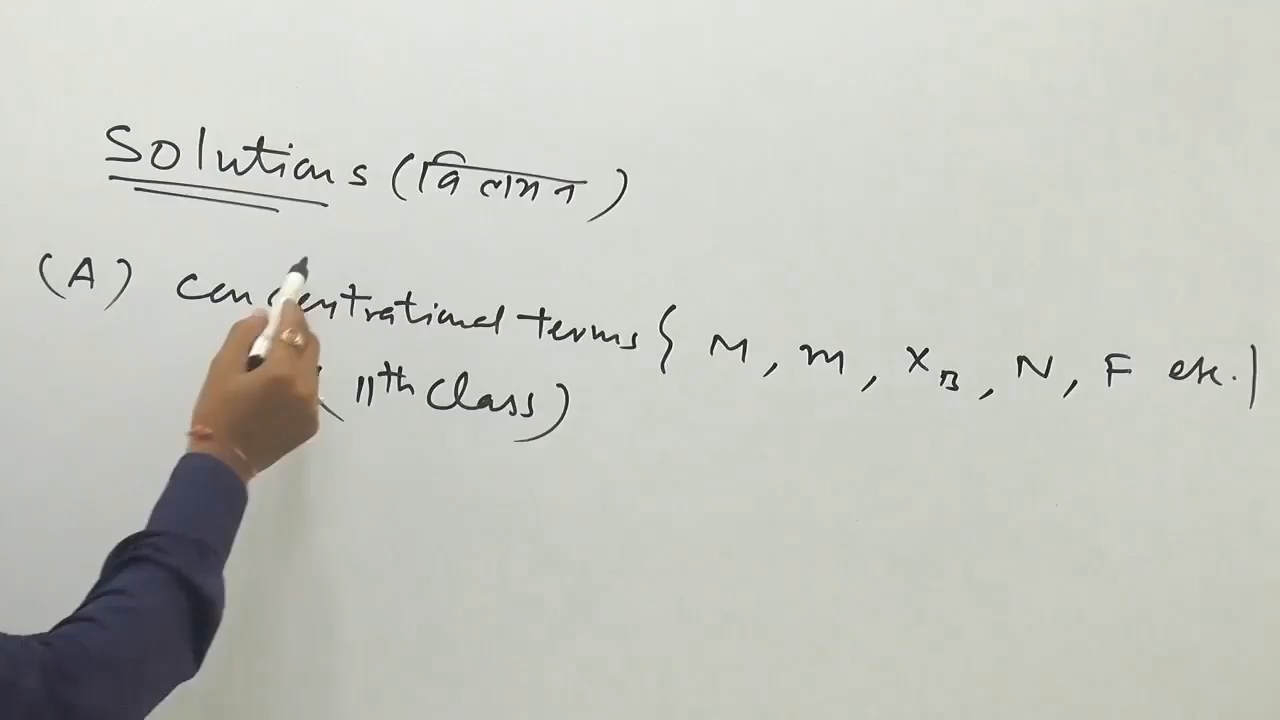 Solutions (विलयन)
(A) Concentrational terms { M, m, XB, N, F etc.}
(11th Class)